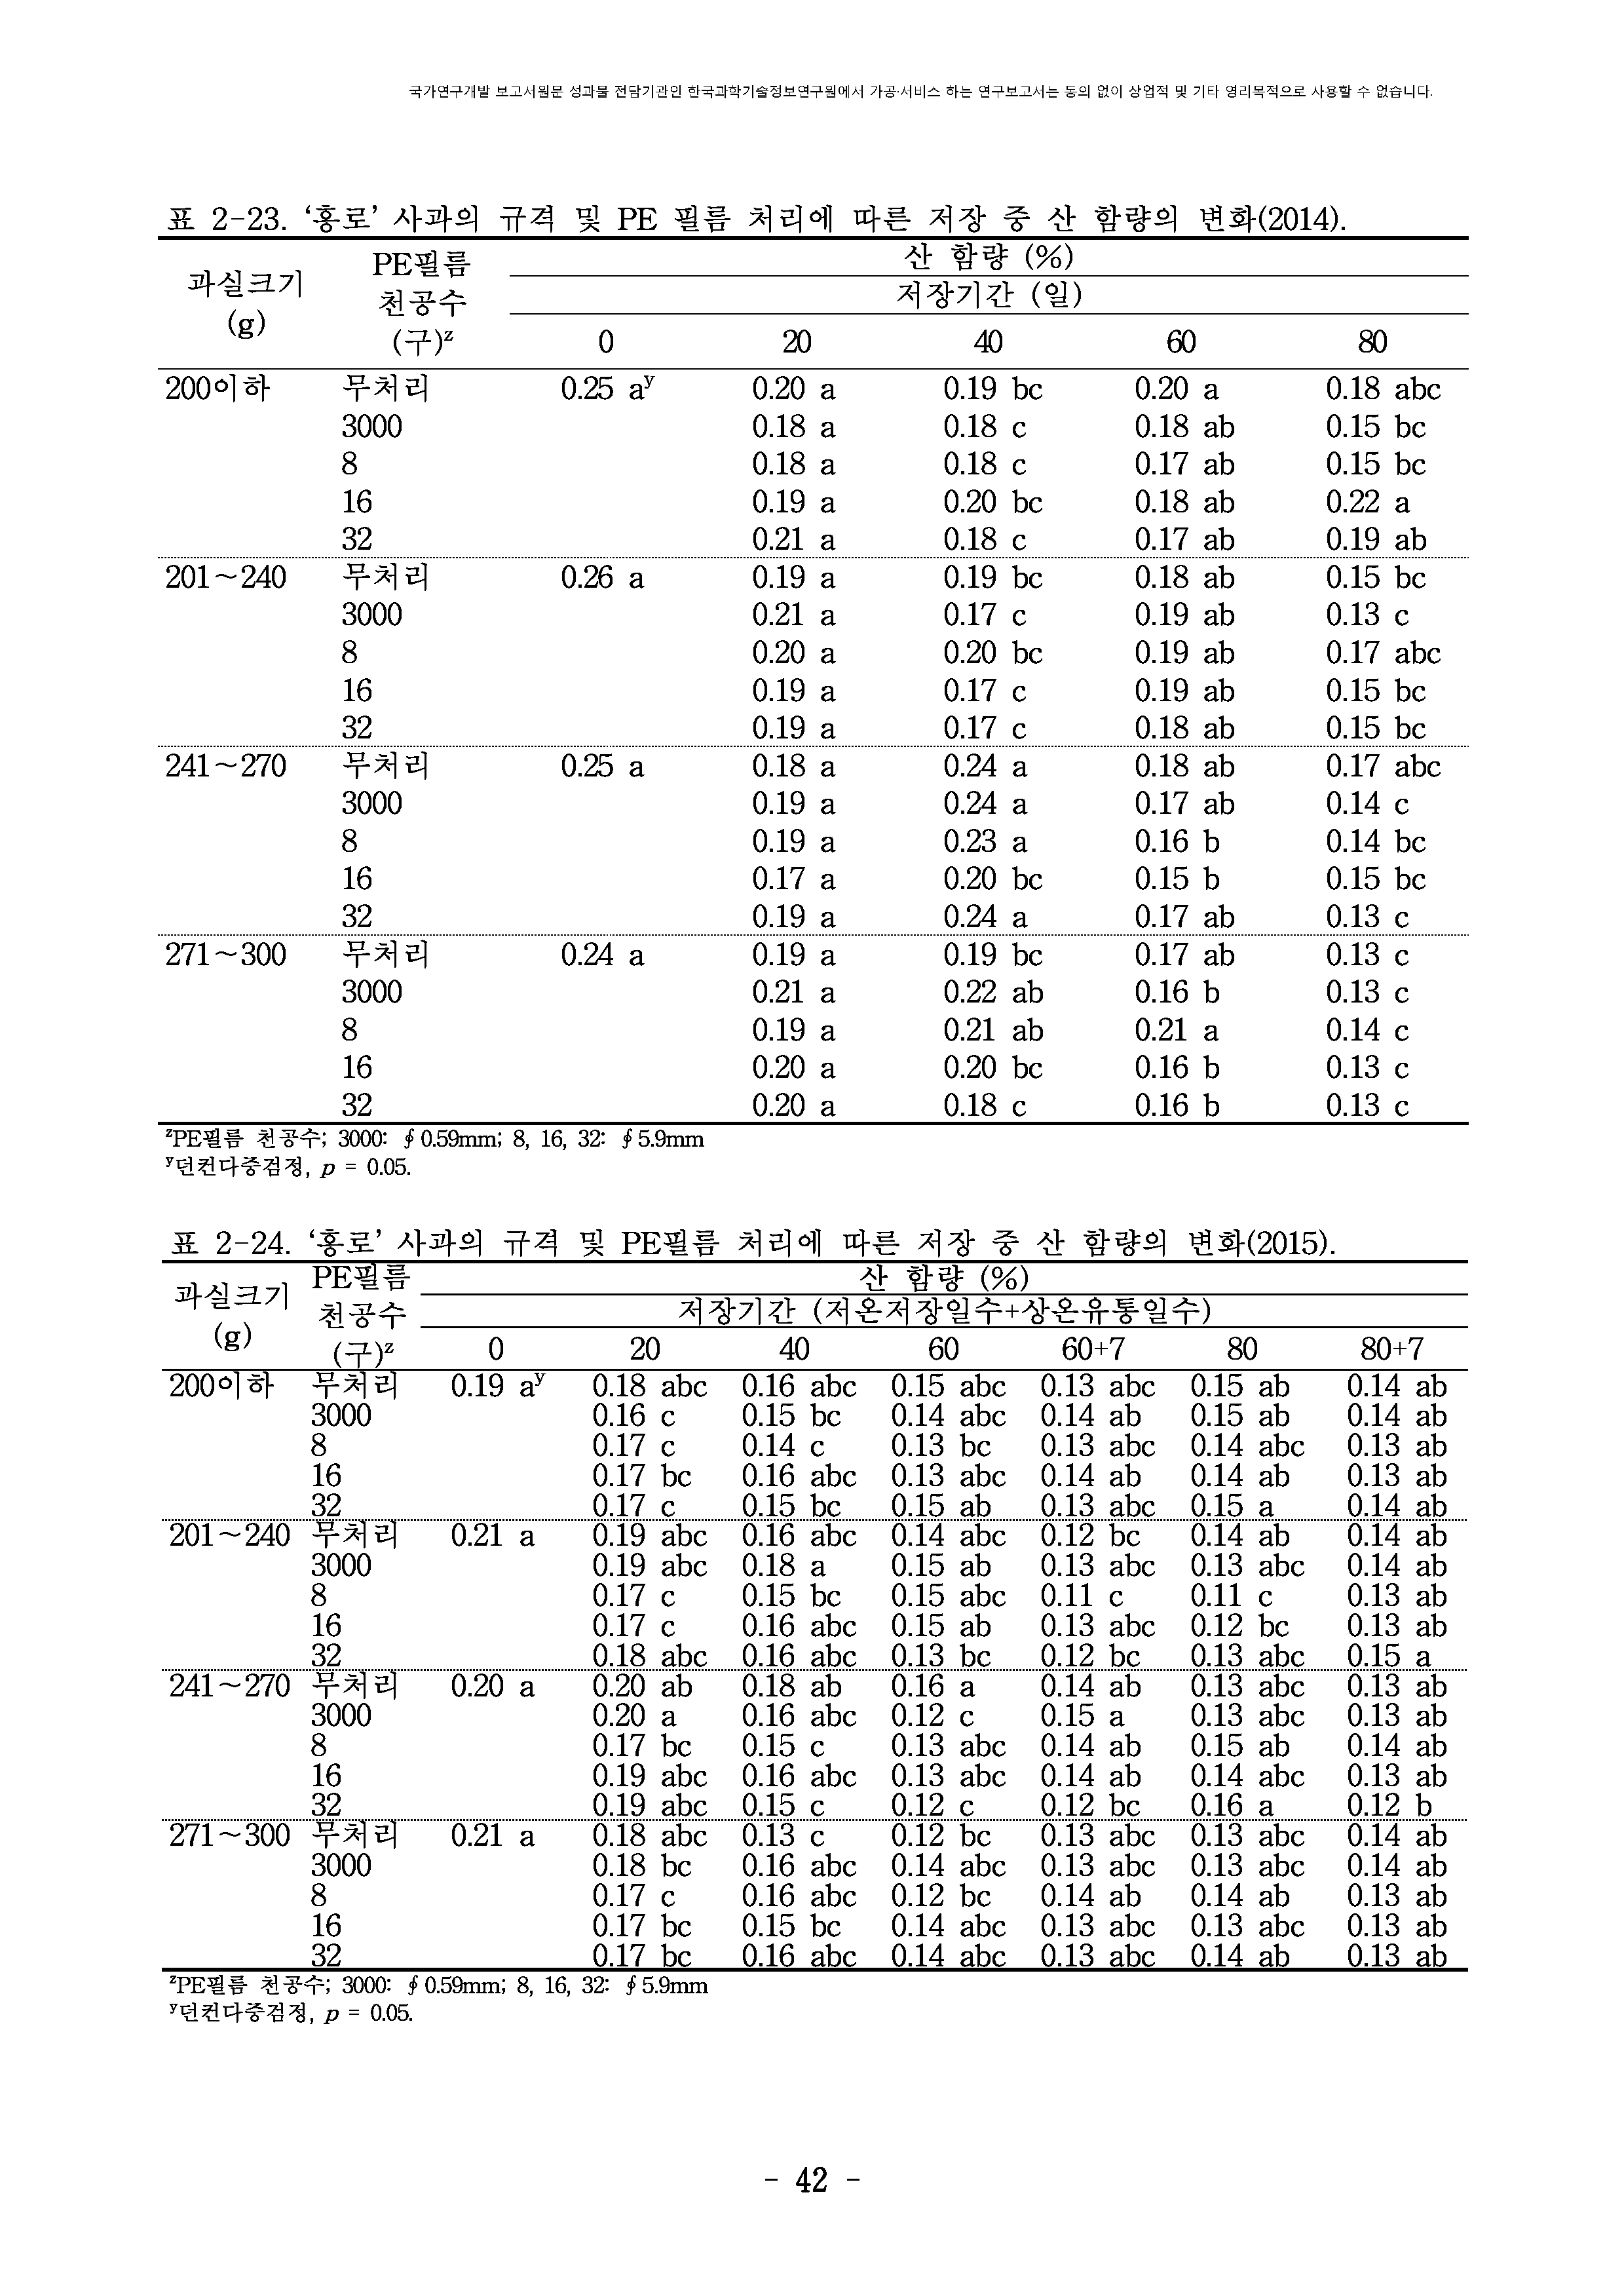 국가연구개발 보고서원문 성과물 전담기관인 한국과학기술정보연구원에서 가공·서비스 하는 연구보고서는 동의 없이 상업적 및 기타 영리목적으로 사용할 수 없습니다.
표 2-23. ‘홍로’ 사과의 규격 및 PE 필름 처리에 따른 저장 중 산 함량의 변화(2014).
과실크기 (g) PE필름 천공수 (구)ᶻ 산 함량 (%)
저장기간 (일)
0 20 40 60 80
200이하 무처리 0.25 aʸ 0.20 a 0.19 bc 0.20 a 0.18 abc
3000 0.18 a 0.18 c 0.18 ab 0.15 bc
8 0.18 a 0.18 c 0.17 ab 0.15 bc
16 0.19 a 0.20 bc 0.18 ab 0.22 a
32 0.21 a 0.18 c 0.17 ab 0.19 ab
201～240 무처리 0.26 a 0.19 a 0.19 bc 0.18 ab 0.15 bc
3000 0.21 a 0.17 c 0.19 ab 0.13 c
8 0.20 a 0.20 bc 0.19 ab 0.17 abc
16 0.19 a 0.17 c 0.19 ab 0.15 bc
32 0.19 a 0.17 c 0.18 ab 0.15 bc
241～270 무처리 0.25 a 0.18 a 0.24 a 0.18 ab 0.17 abc
3000 0.19 a 0.24 a 0.17 ab 0.14 c
8 0.19 a 0.23 a 0.16 b 0.14 bc
16 0.17 a 0.20 bc 0.15 b 0.15 bc
32 0.19 a 0.24 a 0.17 ab 0.13 c
271～300 무처리 0.24 a 0.19 a 0.19 bc 0.17 ab 0.13 c
3000 0.21 a 0.22 ab 0.16 b 0.13 c
8 0.19 a 0.21 ab 0.21 a 0.14 c
16 0.20 a 0.20 bc 0.16 b 0.13 c
32 0.20 a 0.18 c 0.16 b 0.13 c
ᶻPE필름 천공수; 3000: ∮0.59mm; 8, 16, 32: ∮5.9mm
ʸ던컨다중검정, p = 0.05.
표 2-24. ‘홍로’ 사과의 규격 및 PE필름 처리에 따른 저장 중 산 함량의 변화(2015).
과실크기 (g) PE필름 천공수 (구)ᶻ 산 함량 (%)
저장기간 (저온저장일수+상온유통일수)
0 20 40 60 60+7 80 80+7
200이하 무처리 0.19 aʸ 0.18 abc 0.16 abc 0.15 abc 0.13 abc 0.15 ab 0.14 ab
3000 0.16 c 0.15 bc 0.14 abc 0.14 ab 0.15 ab 0.14 ab
8 0.17 c 0.14 c 0.13 bc 0.13 abc 0.14 abc 0.13 ab
16 0.17 bc 0.16 abc 0.13 abc 0.14 ab 0.14 ab 0.13 ab
32 0.17 c 0.15 bc 0.15 ab 0.13 abc 0.15 a 0.14 ab
201～240 무처리 0.21 a 0.19 abc 0.16 abc 0.14 abc 0.12 bc 0.14 ab 0.14 ab
3000 0.19 abc 0.18 a 0.15 ab 0.13 abc 0.13 abc 0.14 ab
8 0.17 c 0.15 bc 0.15 abc 0.11 c 0.11 c 0.13 ab
16 0.17 c 0.16 abc 0.15 ab 0.13 abc 0.12 bc 0.13 ab
32 0.18 abc 0.16 abc 0.13 bc 0.12 bc 0.13 abc 0.15 a
241～270 무처리 0.20 a 0.20 ab 0.18 ab 0.16 a 0.14 ab 0.13 abc 0.13 ab
3000 0.20 a 0.16 abc 0.12 c 0.15 a 0.13 abc 0.13 ab
8 0.17 bc 0.15 c 0.13 abc 0.14 ab 0.15 ab 0.14 ab
16 0.19 abc 0.16 abc 0.13 abc 0.14 ab 0.14 abc 0.13 ab
32 0.19 abc 0.15 c 0.12 c 0.12 bc 0.16 a 0.12 b
271～300 무처리 0.21 a 0.18 abc 0.13 c 0.12 bc 0.13 abc 0.13 abc 0.14 ab
3000 0.18 bc 0.16 abc 0.14 abc 0.13 abc 0.13 abc 0.14 ab
8 0.17 c 0.16 abc 0.12 bc 0.14 ab 0.14 ab 0.13 ab
16 0.17 bc 0.15 bc 0.14 abc 0.13 abc 0.13 abc 0.13 ab
32 0.17 bc 0.16 abc 0.14 abc 0.13 abc 0.14 ab 0.13 ab
ᶻPE필름 천공수; 3000: ∮0.59mm; 8, 16, 32: ∮5.9mm
ʸ던컨다중검정, p = 0.05.
- 42 -